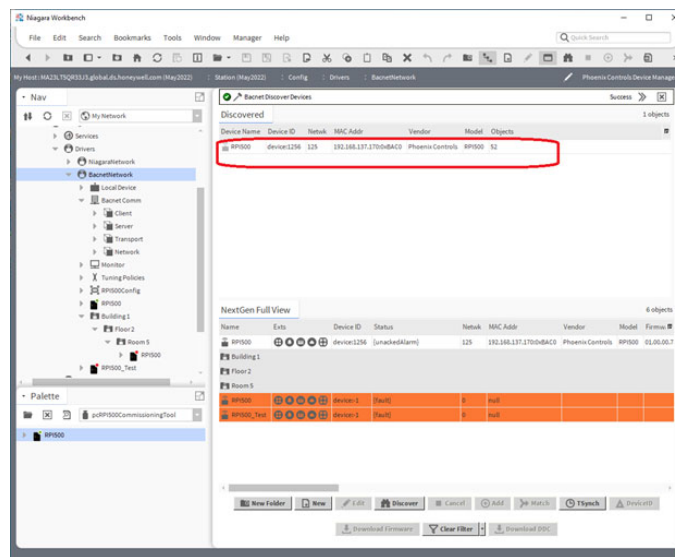 Niagara Workbench
File Edit Search Bookmarks Tools Window Manager Help
Quick Search
My Host : MA23LT5QR53J3.global.ds.honeywell.com (May2022) : Station (May2022) : Config : Drivers : BacnetNetwork Phoenix Controls Device Manager
Nav
My Network
Services
Drivers
NiagaraNetwork
BacnetNetwork
Local Device
Bacnet Comm
Client
Server
Transport
Network
Monitor
Tuning Policies
RPI500Config
RPI500
Building 1
Floor 2
Room 5
RPI500
RPI500_Test
Palette
pcRPI500CommissioningTool
RPI500
Bacnet Discover Devices Success
Discovered 1 objects
Device Name Device ID Netwk MAC Addr Vendor Model Objects
RPI500 device:1256 125 192.168.137.170:0xBAC0 Phoenix Controls RPI500 52
NextGen Full View 6 objects
Name Exts Device ID Status Netwk MAC Addr Vendor Model Firmw
RPI500 device:1256 {unackedAlarm} 125 192.168.137.170:0xBAC0 Phoenix Controls RPI500 01.00.00.7
Building 1
Floor 2
Room 5
RPI500 device:-1 {fault} 0 null
RPI500_Test device:-1 {fault} 0 null
New Folder New Edit Discover Cancel Add Match TSynch DeviceID
Download Firmware Clear Filter Download DDC